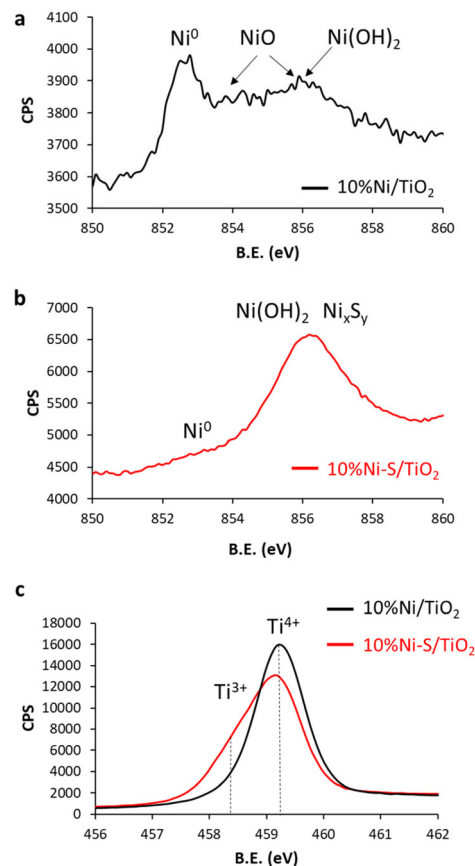 a
Ni⁰ NiO Ni(OH)₂
4100
4000
3900
3800
3700
3600
3500
CPS
10%Ni/TiO₂
850 852 854 856 858 860
B.E. (eV)
b
Ni(OH)₂ NiₓSᵧ
7000
6500
6000
5500
5000
4500
4000
CPS
Ni⁰
10%Ni-S/TiO₂
850 852 854 856 858 860
B.E. (eV)
c
10%Ni/TiO₂
10%Ni-S/TiO₂
18000
16000
14000
12000
10000
8000
6000
4000
2000
0
CPS
Ti⁴⁺
Ti³⁺
456 457 458 459 460 461 462
B.E. (eV)